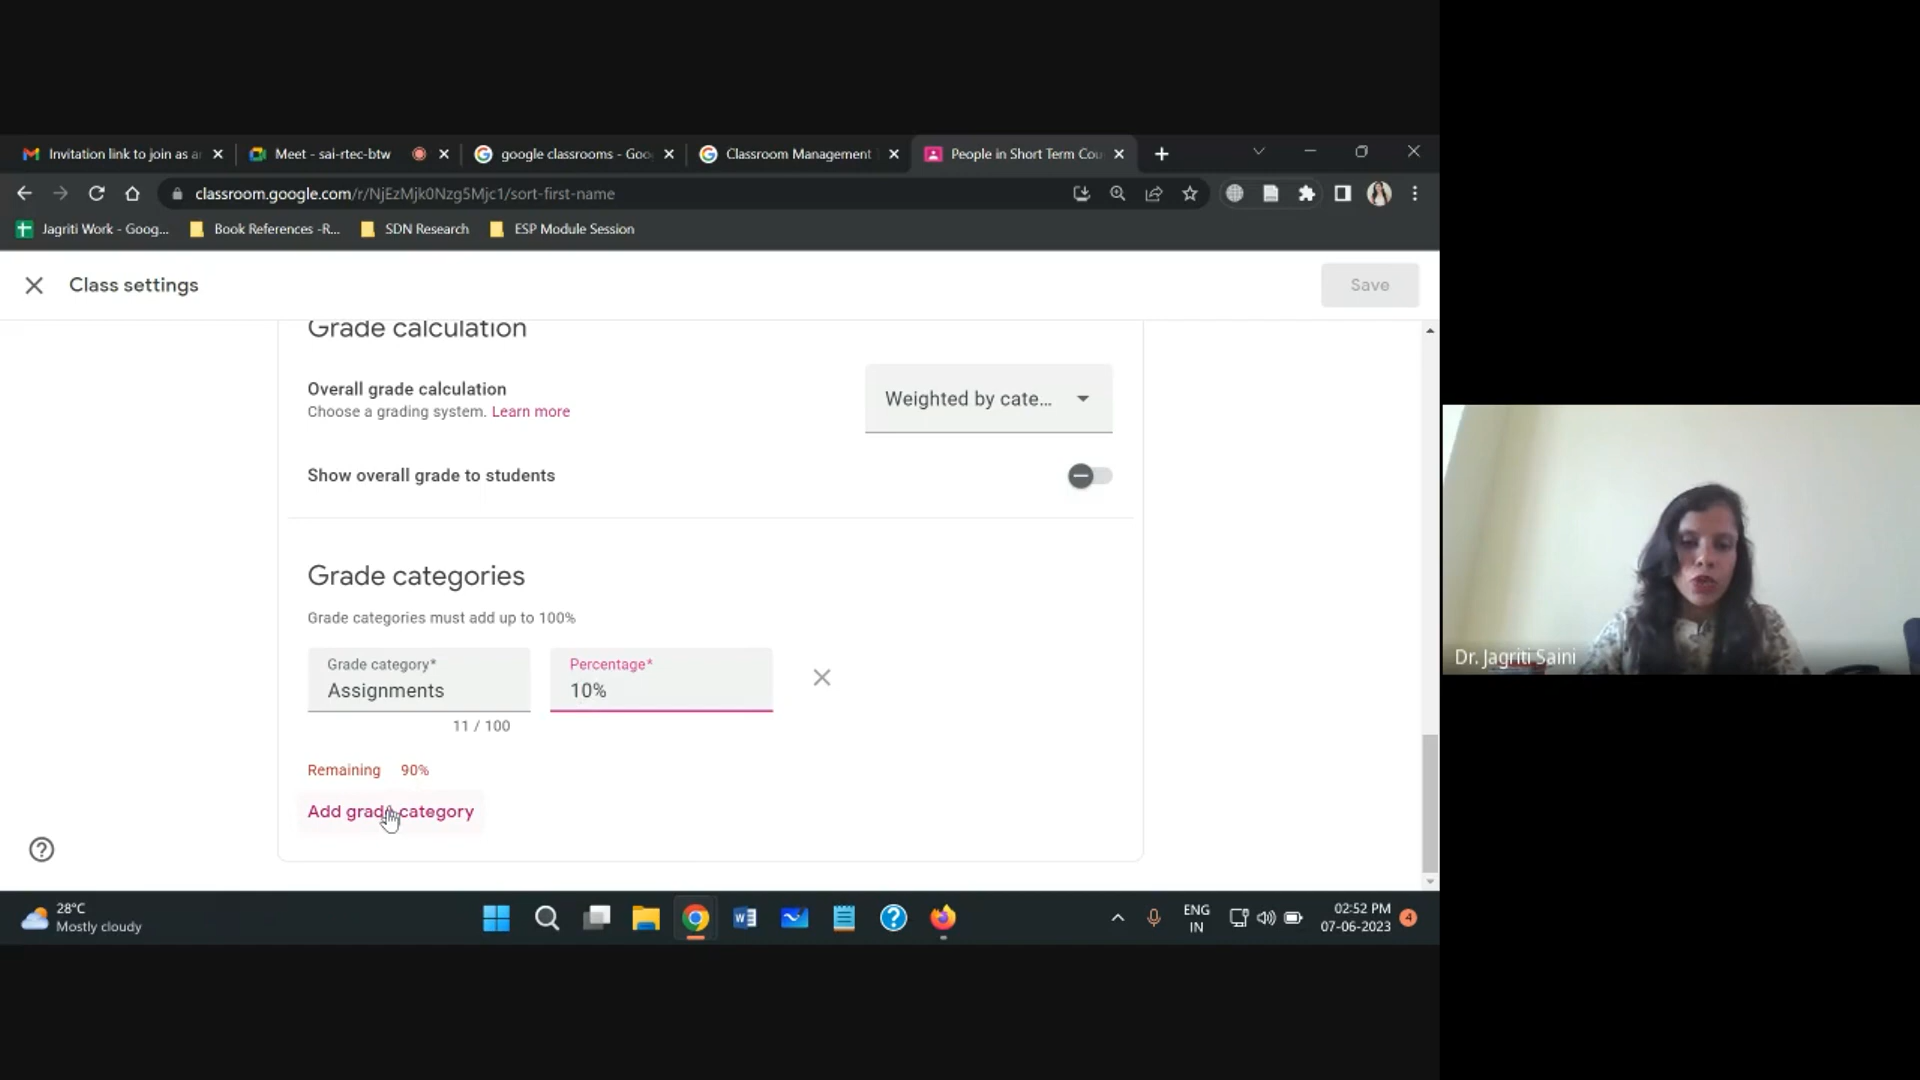 Invitation link to join as a
Meet - sai-rtec-btw
google classrooms - Goo
Classroom Management
People in Short Term Cou
classroom.google.com/r/NjEzMjk0Nzg5Mjc1/sort-first-name
Jagriti Work - Goog...
Book References -R...
SDN Research
ESP Module Session
Class settings
Save
Grade calculation
Overall grade calculation
Choose a grading system. Learn more
Weighted by cate...
Show overall grade to students
Grade categories
Grade categories must add up to 100%
Grade category*
Assignments
11 / 100
Percentage*
10%
Remaining 90%
Add grade category
Dr. Jagriti Saini
28°C
Mostly cloudy
ENG
IN
02:52 PM
07-06-2023
4